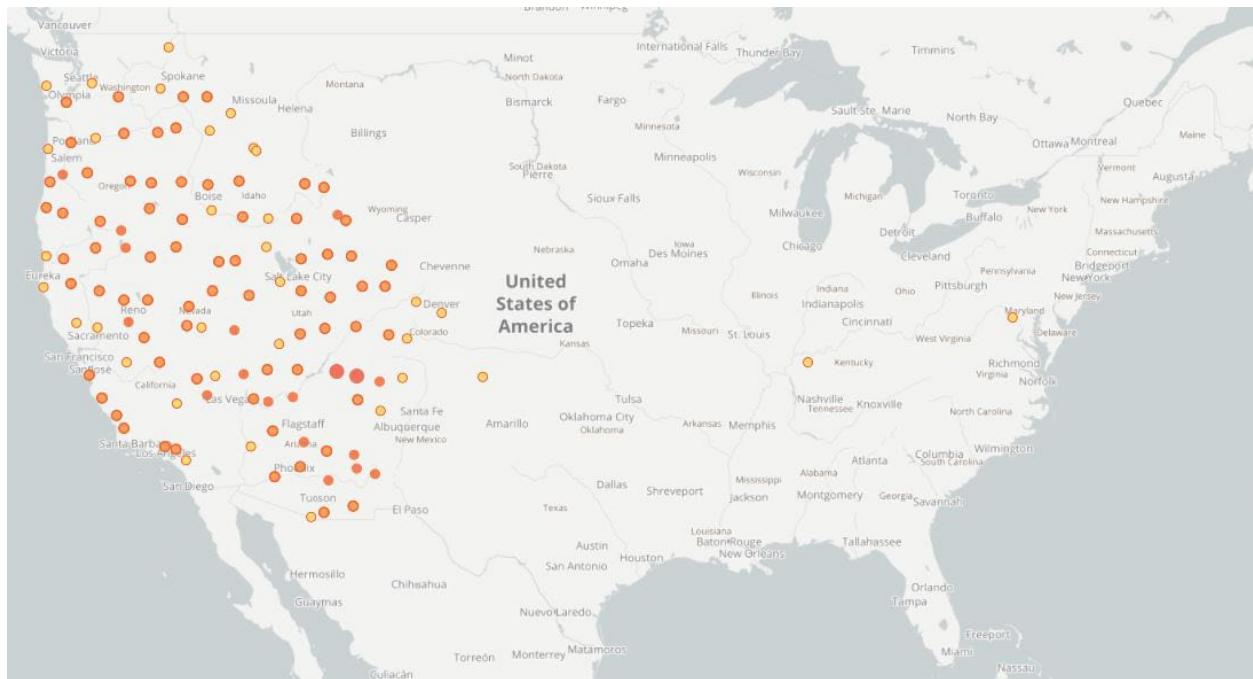 Brandon
Winnipeg
Vancouver
Victoria
Seattle
Olympia
Washington
Spokane
Missoula
Helena
Montana
Billings
Minot
North Dakota
Bismarck
Fargo
International Falls
Thunder Bay
Timmins
Minnesota
Minneapolis
Sault Ste. Marie
North Bay
Ottawa
Montreal
Quebec
Maine
Vermont
Augusta
New Hampshire
Massachusetts
Connecticut
Portland
Salem
Oregon
Boise
Idaho
Wyoming
Casper
South Dakota
Pierre
Sioux Falls
Wisconsin
Milwaukee
Michigan
Toronto
New York
Buffalo
Detroit
Chicago
Cleveland
Bridgeport
New York
Pennsylvania
New Jersey
Pittsburgh
Eureka
Salt Lake City
Cheyenne
Nebraska
Iowa
Des Moines
Omaha
United
States of
America
Illinois
Indiana
Indianapolis
Ohio
Cincinnati
Maryland
Delaware
West Virginia
Reno
Nevada
Utah
Denver
Colorado
Sacramento
San Francisco
San Jose
California
Topeka
Kansas
Missouri
St. Louis
Kentucky
Richmond
Virginia
Norfolk
Las Vegas
Flagstaff
Santa Fe
Albuquerque
New Mexico
Amarillo
Tulsa
Oklahoma City
Oklahoma
Arkansas
Memphis
Nashville
Tennessee
Knoxville
North Carolina
Wilmington
Santa Barbara
Los Angeles
San Diego
Arizona
Phoenix
Tucson
El Paso
Dallas
Shreveport
Mississippi
Jackson
Alabama
Montgomery
Atlanta
Georgia
Columbia
South Carolina
Savannah
Texas
Austin
San Antonio
Houston
Louisiana
Baton Rouge
New Orleans
Tallahassee
Orlando
Tampa
Freeport
Miami
Nassau
Hermosillo
Guaymas
Chihuahua
Nuevo Laredo
Torreón
Monterrey
Matamoros
Culiacán